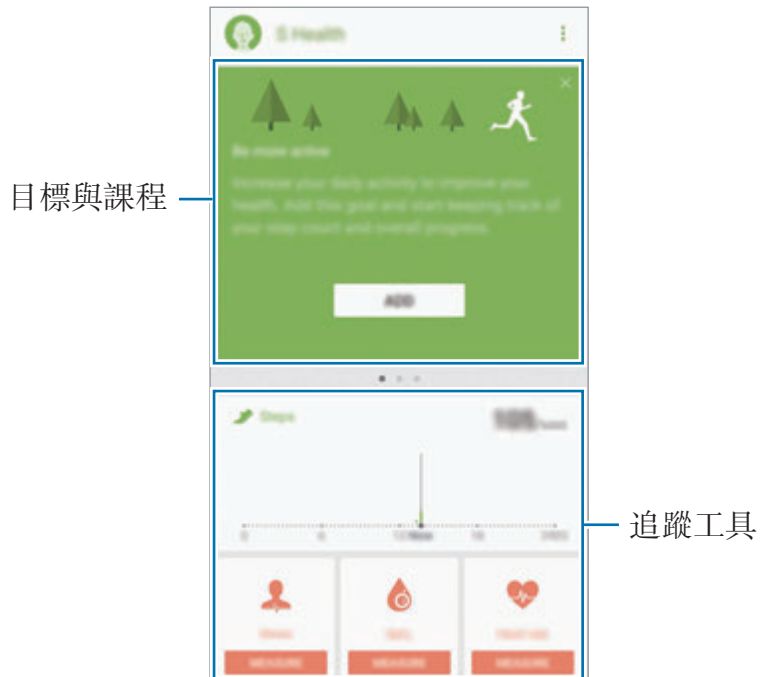 S Health
目標與課程
Be more active
Increase your daily activity to improve your
health. Add this goal and start keeping track of
your step count and overall progress.
ADD
Steps
追蹤工具
MEASURE MEASURE MEASURE